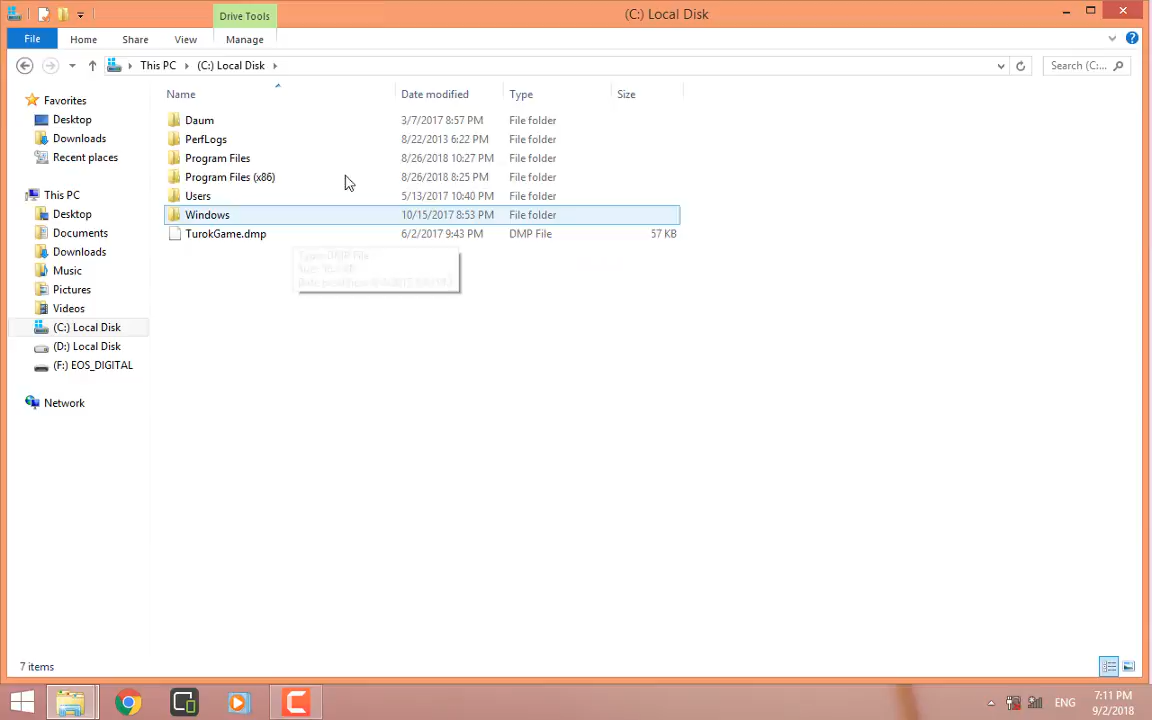 Drive Tools
(C:) Local Disk
File
Home
Share
View
Manage
This PC
(C:) Local Disk
Search (C:...
Name
Date modified
Type
Size
Favorites
Desktop
Downloads
Recent places
This PC
Desktop
Documents
Downloads
Music
Pictures
Videos
(C:) Local Disk
(D:) Local Disk
(F:) EOS_DIGITAL
Network
Daum 3/7/2017 8:57 PM File folder
PerfLogs 8/22/2013 6:22 PM File folder
Program Files 8/26/2018 10:27 PM File folder
Program Files (x86) 8/26/2018 8:25 PM File folder
Users 5/13/2017 10:40 PM File folder
Windows 10/15/2017 8:53 PM File folder
TurokGame.dmp 6/2/2017 9:43 PM DMP File 57 KB
Type: DMP File
7 items
ENG
7:11 PM
9/2/2018